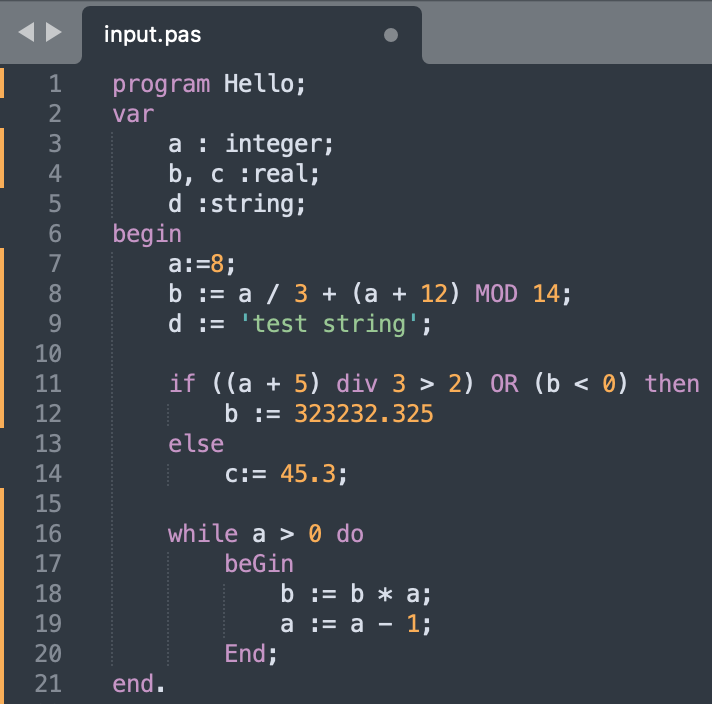 input.pas
1 program Hello;
2 var
3     a : integer;
4     b, c :real;
5     d :string;
6 begin
7     a:=8;
8     b := a / 3 + (a + 12) MOD 14;
9     d := 'test string';
10
11     if ((a + 5) div 3 > 2) OR (b < 0) then
12         b := 323232.325
13     else
14         c:= 45.3;
15
16     while a > 0 do
17         beGin
18             b := b * a;
19             a := a - 1;
20         End;
21 end.